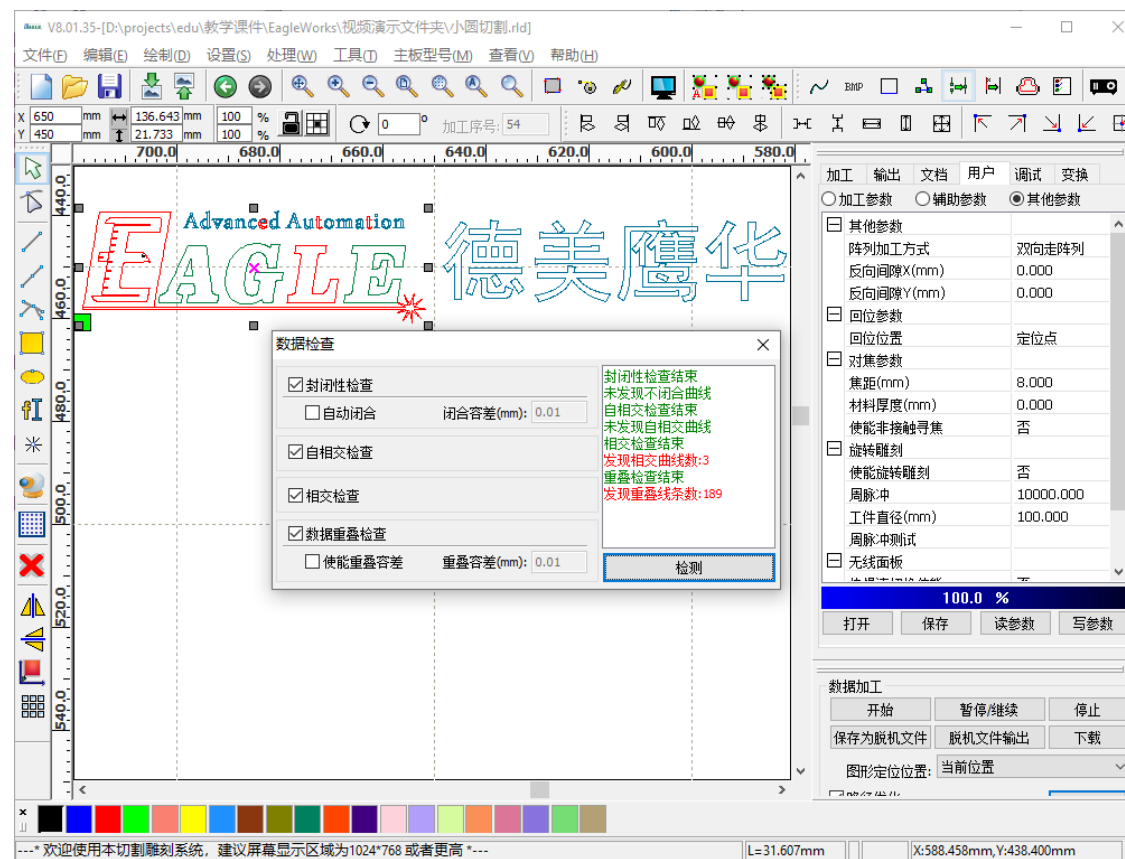 V8.01.35-[D:\projects\edu\教学课件\EagleWorks\视频演示文件夹\小圆切割.rld]
文件(F) 编辑(E) 绘制(D) 设置(S) 处理(W) 工具(T) 主板型号(M) 查看(V) 帮助(H)
BMP
X 650 mm 136.643 mm 100 %
Y 450 mm 21.733 mm 100 %
0 ° 加工序号: 54
700.0 680.0 660.0 640.0 620.0 600.0 580.0
440.0
460.0
480.0
500.0
520.0
540.0
Advanced Automation
EAGLE
德美鹰华
数据检查
封闭性检查
自动闭合 闭合容差(mm): 0.01
自相交检查
相交检查
数据重叠检查
使能重叠容差 重叠容差(mm): 0.01
封闭性检查结束
未发现不闭合曲线
自相交检查结束
未发现自相交曲线
相交检查结束
发现相交曲线数:3
重叠检查结束
发现重叠线条数:189
检测
加工 输出 文档 用户 调试 变换
加工参数 辅助参数 其他参数
其他参数
阵列加工方式 双向走阵列
反向间隙X(mm) 0.000
反向间隙Y(mm) 0.000
回位参数
回位位置 定位点
对焦参数
焦距(mm) 8.000
材料厚度(mm) 0.000
使能非接触寻焦 否
旋转雕刻
使能旋转雕刻 否
周脉冲 10000.000
工件直径(mm) 100.000
周脉冲测试
无线面板
100.0 %
打开 保存 读参数 写参数
数据加工
开始 暂停/继续 停止
保存为脱机文件 脱机文件输出 下载
图形定位位置: 当前位置
---* 欢迎使用本切割雕刻系统，建议屏幕显示区域为1024*768 或者更高 *---
L=31.607mm
X:588.458mm,Y:438.400mm